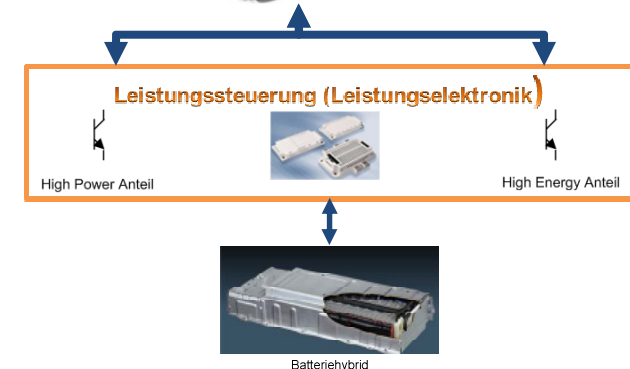 Leistungssteuerung (Leistungselektronik)
High Power Anteil
High Energy Anteil
Batteriehybrid